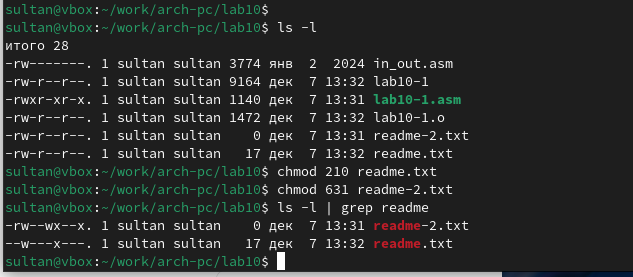 sultan@vbox:~/work/arch-pc/lab10$
sultan@vbox:~/work/arch-pc/lab10$ ls -l
итого 28
-rw-------. 1 sultan sultan 3774 янв  2  2024 in_out.asm
-rw-r--r--. 1 sultan sultan 9164 дек  7 13:32 lab10-1
-rwxr-xr-x. 1 sultan sultan 1140 дек  7 13:31 lab10-1.asm
-rw-r--r--. 1 sultan sultan 1472 дек  7 13:32 lab10-1.o
-rw-r--r--. 1 sultan sultan    0 дек  7 13:31 readme-2.txt
-rw-r--r--. 1 sultan sultan   17 дек  7 13:32 readme.txt
sultan@vbox:~/work/arch-pc/lab10$ chmod 210 readme.txt
sultan@vbox:~/work/arch-pc/lab10$ chmod 631 readme-2.txt
sultan@vbox:~/work/arch-pc/lab10$ ls -l | grep readme
-rw--wx--x. 1 sultan sultan    0 дек  7 13:31 readme-2.txt
--w---x---. 1 sultan sultan   17 дек  7 13:32 readme.txt
sultan@vbox:~/work/arch-pc/lab10$